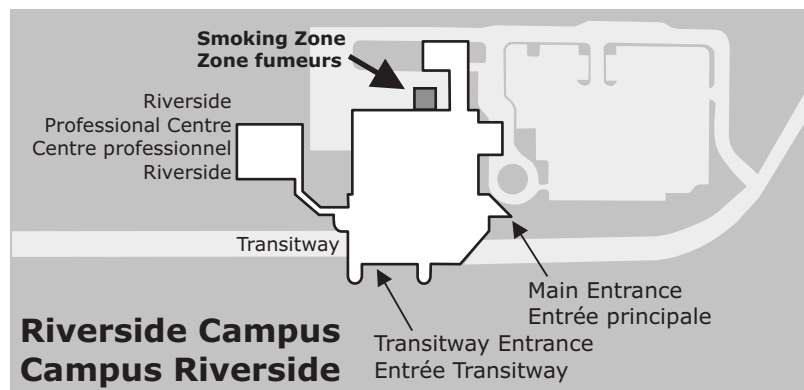 Smoking Zone
Zone fumeurs
Riverside
Professional Centre
Centre professionnel
Riverside
Transitway
Main Entrance
Entrée principale
Transitway Entrance
Entrée Transitway
Riverside Campus
Campus Riverside